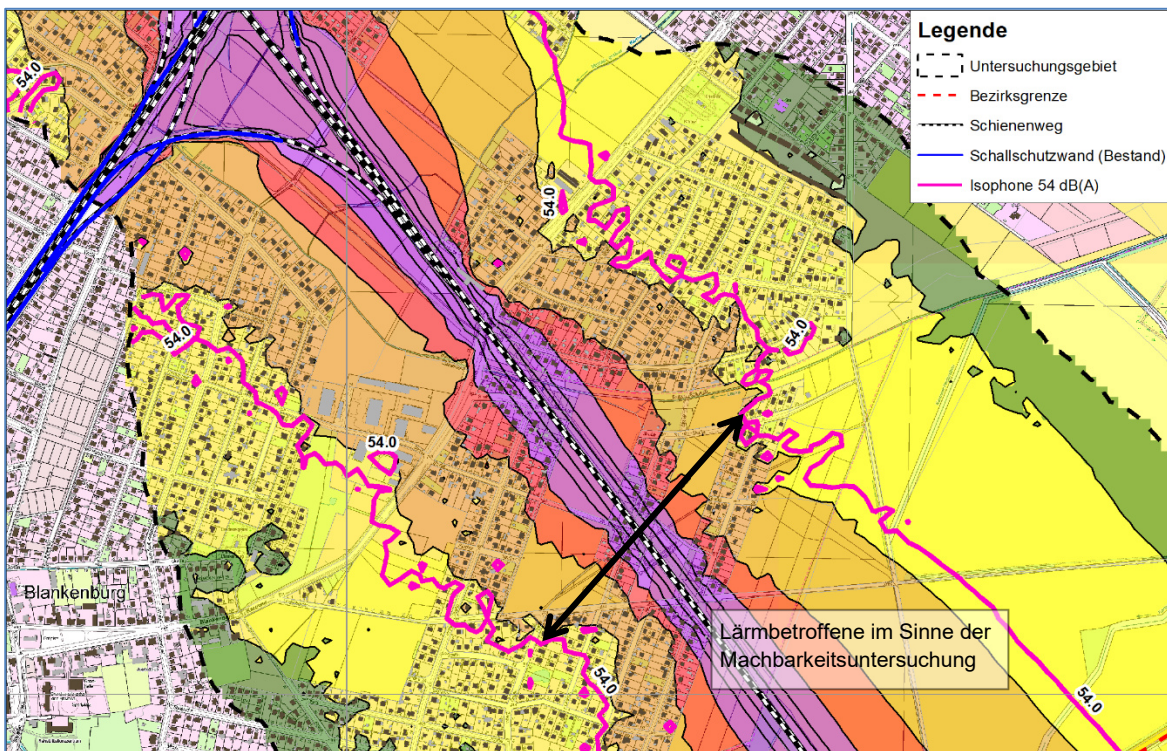 Legende
Untersuchungsgebiet
Bezirksgrenze
Schienenweg
Schallschutzwand (Bestand)
Isophone 54 dB(A)
54.0
54.0
54.0
54.0
54.0
Blankenburg
Lärmbetroffene im Sinne der
Machbarkeitsuntersuchung
54.0
54.0